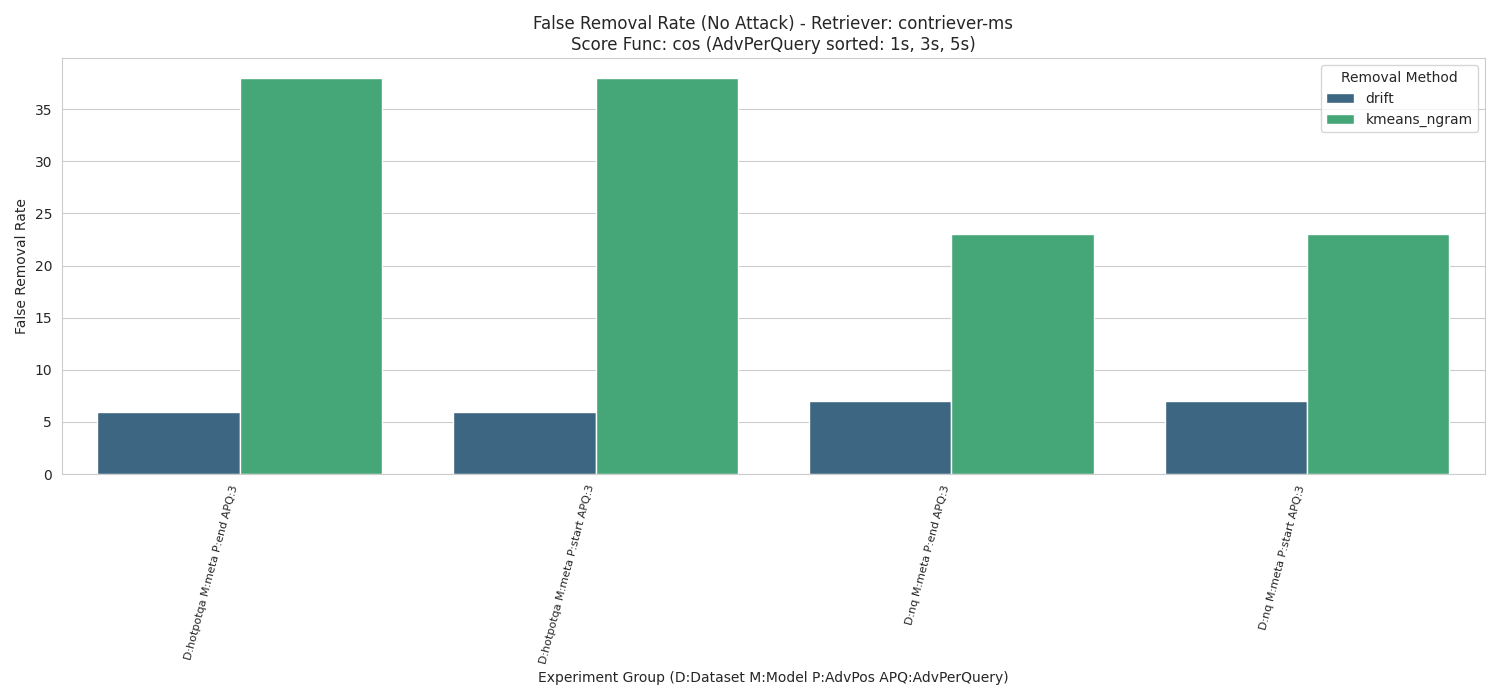 False Removal Rate (No Attack) - Retriever: contriever-ms
Score Func: cos (AdvPerQuery sorted: 1s, 3s, 5s)
Removal Method
drift
kmeans_ngram
False Removal Rate
35
30
25
20
15
10
5
0
D:hotpotqa M:meta P:end APQ:3
D:hotpotqa M:meta P:start APQ:3
D:nq M:meta P:end APQ:3
D:nq M:meta P:start APQ:3
Experiment Group (D:Dataset M:Model P:AdvPos APQ:AdvPerQuery)